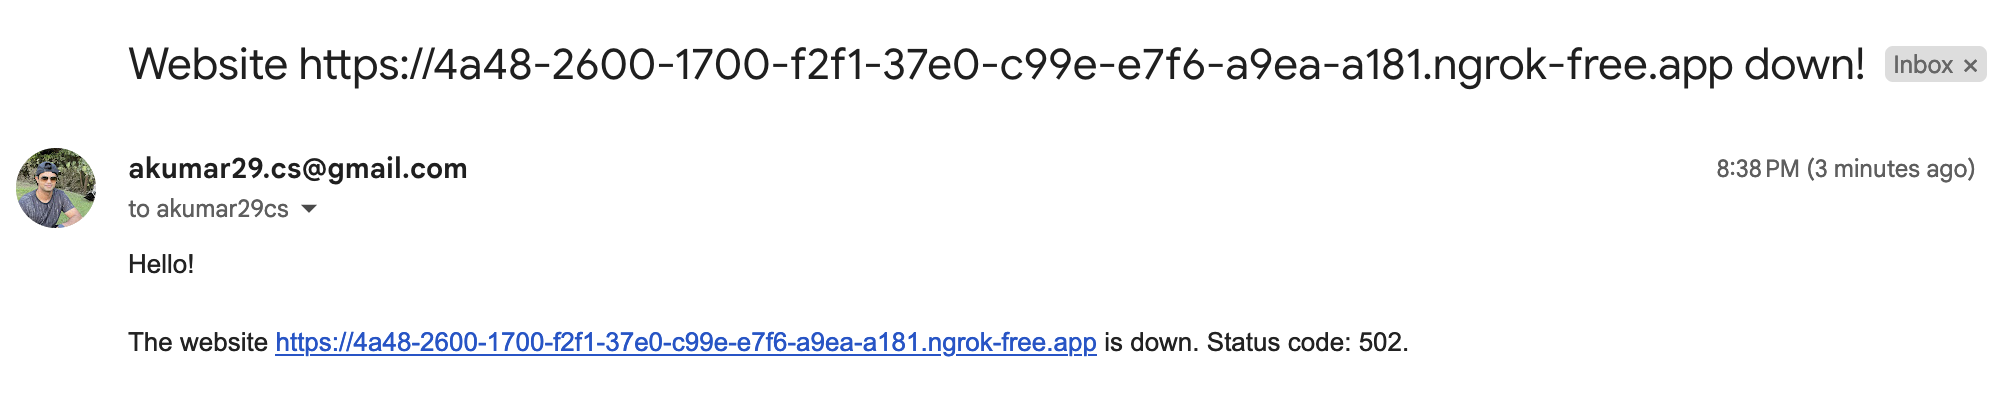 Website https://4a48-2600-1700-f2f1-37e0-c99e-e7f6-a9ea-a181.ngrok-free.app down! Inbox ×
akumar29.cs@gmail.com 8:38 PM (3 minutes ago)
to akumar29cs
Hello!
The website https://4a48-2600-1700-f2f1-37e0-c99e-e7f6-a9ea-a181.ngrok-free.app is down. Status code: 502.